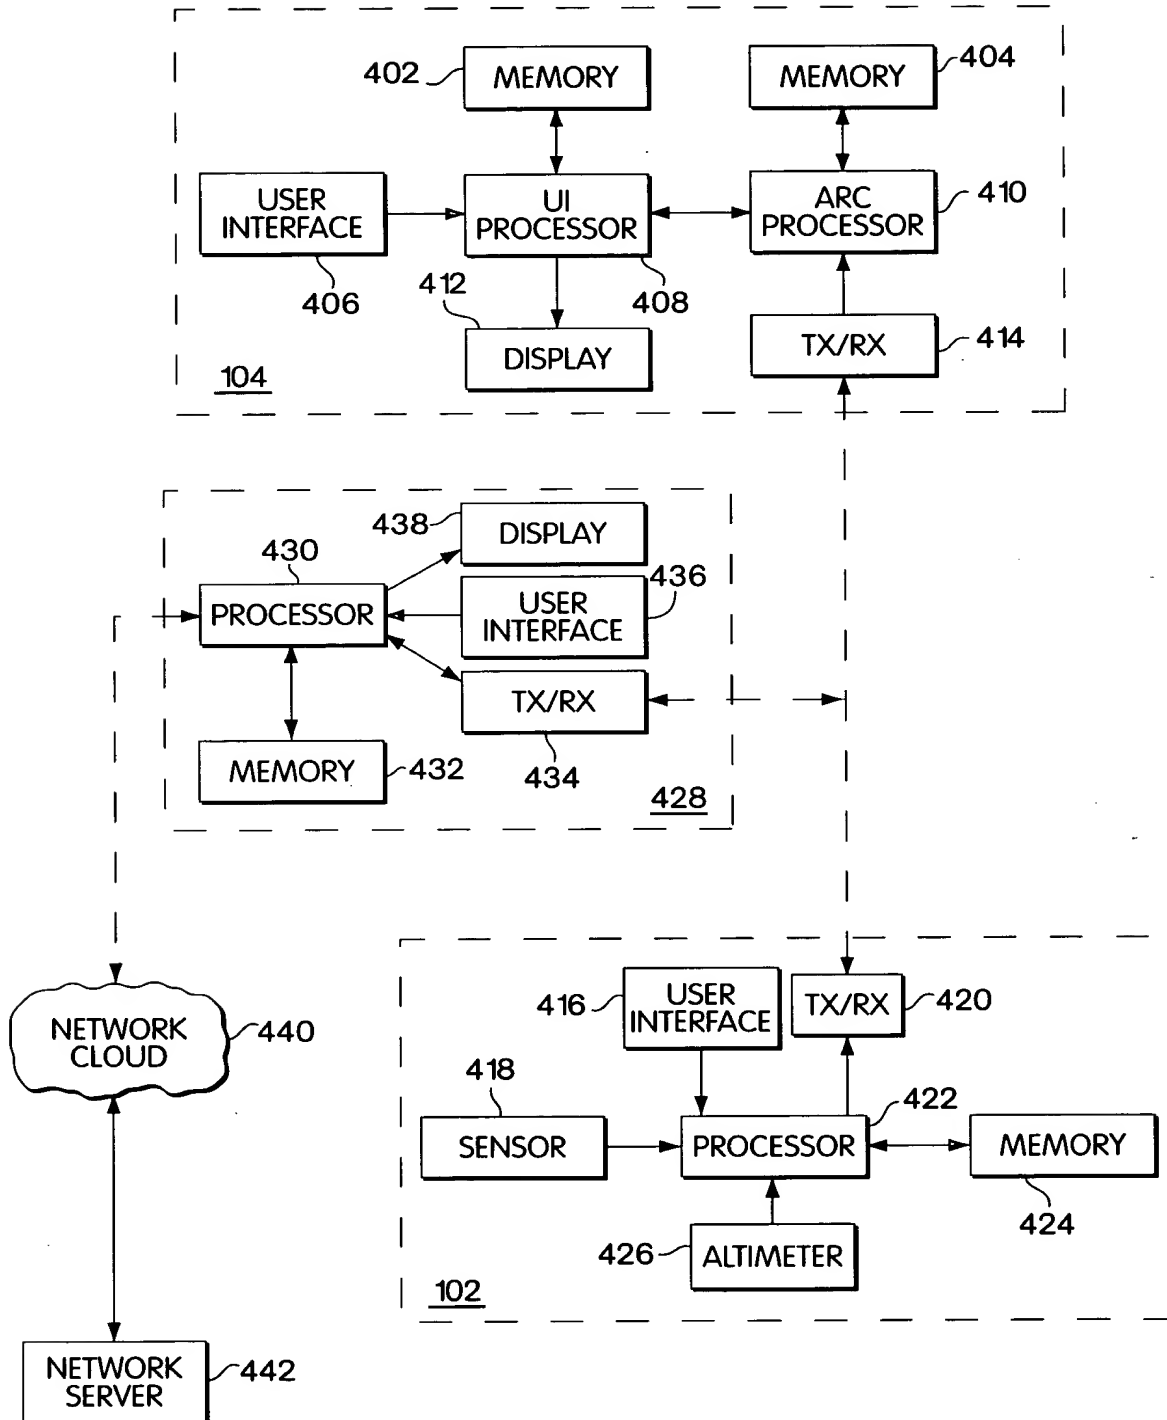 402
MEMORY
MEMORY
404
USER
INTERFACE
406
UI
PROCESSOR
408
ARC
PROCESSOR
410
412
DISPLAY
TX/RX
414
104
438
DISPLAY
430
PROCESSOR
USER
INTERFACE
436
TX/RX
434
MEMORY
432
428
NETWORK
CLOUD
440
416
USER
INTERFACE
TX/RX
420
418
SENSOR
PROCESSOR
422
MEMORY
424
426
ALTIMETER
102
NETWORK
SERVER
442